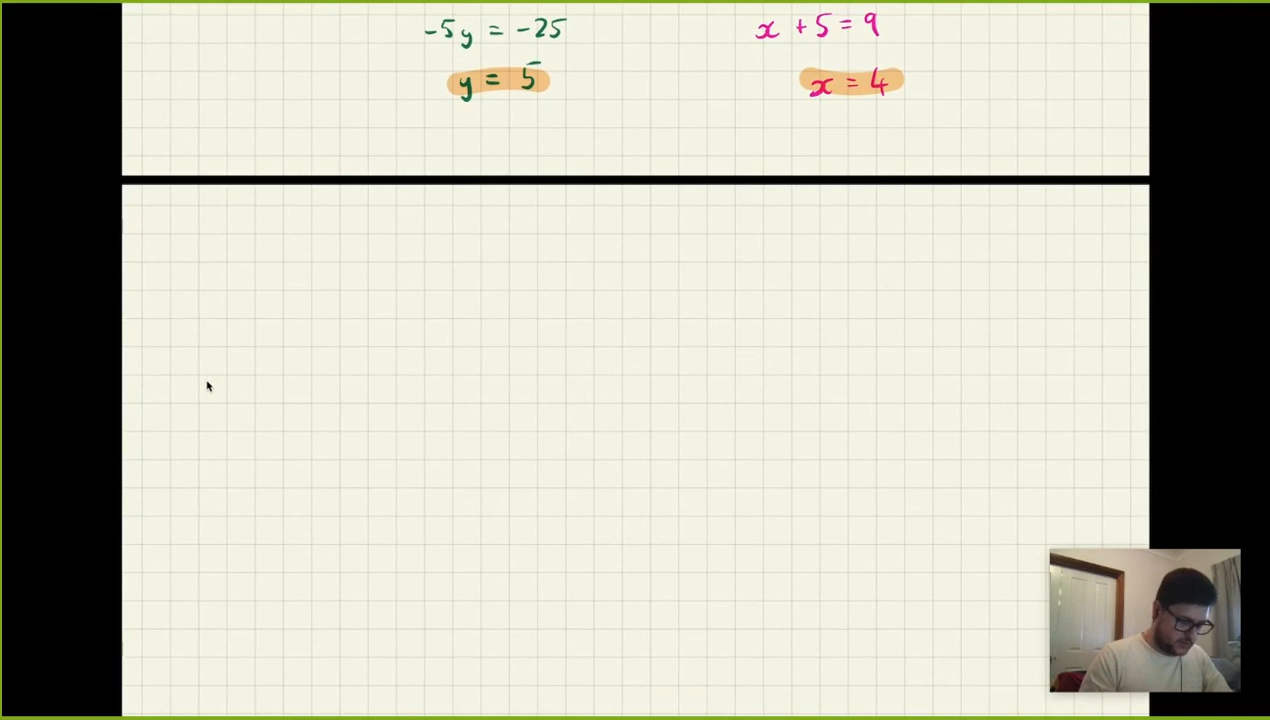 -5y = -25
y = 5
x + 5 = 9
x = 4